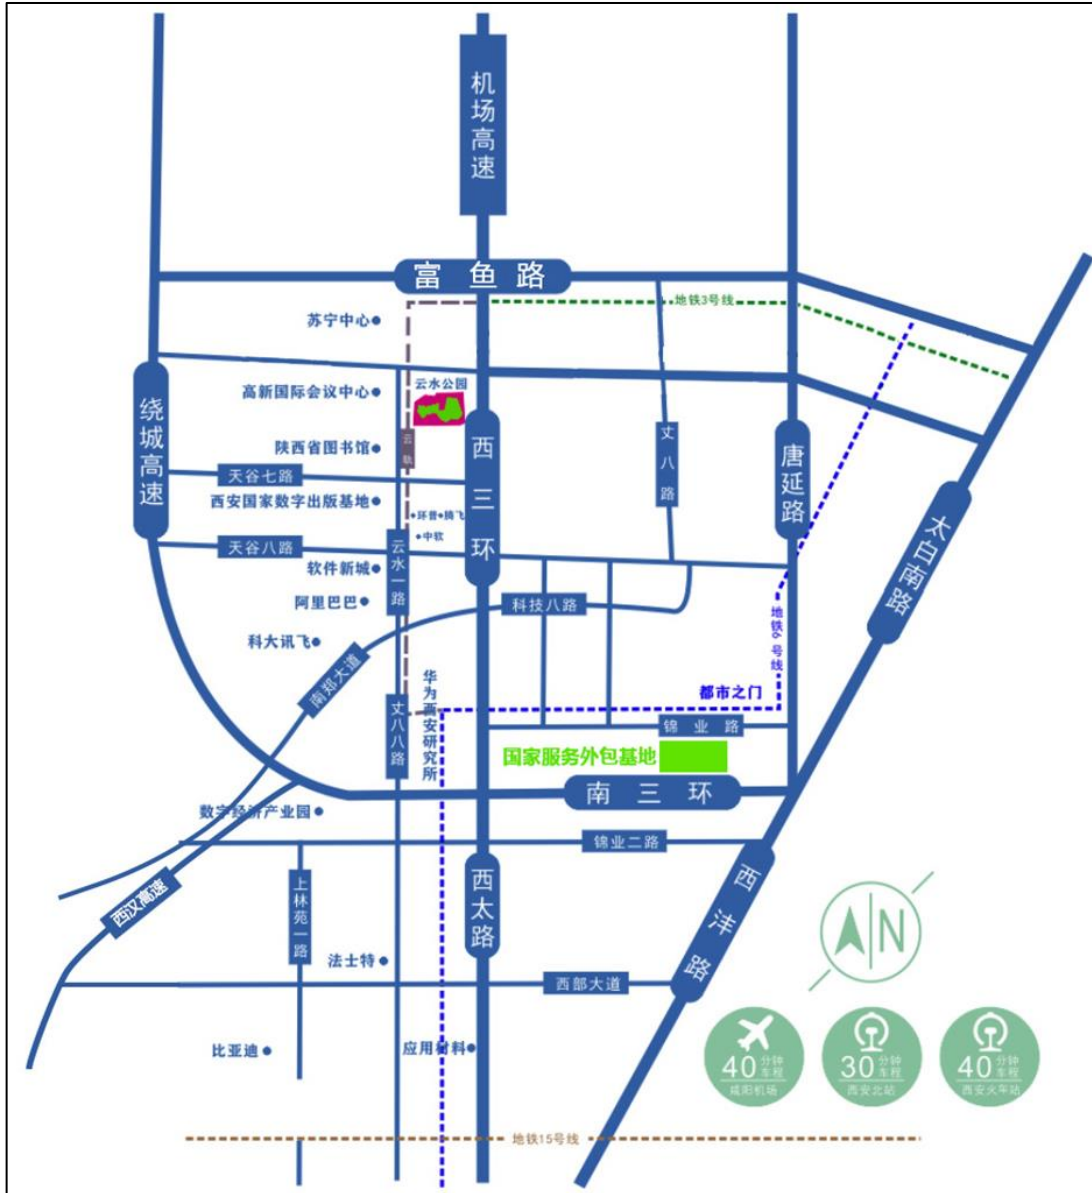 机场高速
富鱼路
地铁3号线
苏宁中心
高新国际会议中心
云水公园
绕城高速
西三环
丈八路
唐延路
云轨
陕西省图书馆
天谷七路
西安国家数字出版基地
环普
腾飞
中软
太白南路
天谷八路
云水一路
软件新城
阿里巴巴
科技八路
地铁6号线
科大讯飞
南郑大道
华为西安研究所
都市之门
丈八八路
锦业路
国家服务外包基地
南三环
数字经济产业园
锦业二路
西汉高速
上林苑一路
西太路
西沣路
N
法士特
西部大道
比亚迪
应用材料
40分钟车程
咸阳机场
30分钟车程
西安北站
40分钟车程
西安火车站
地铁15号线